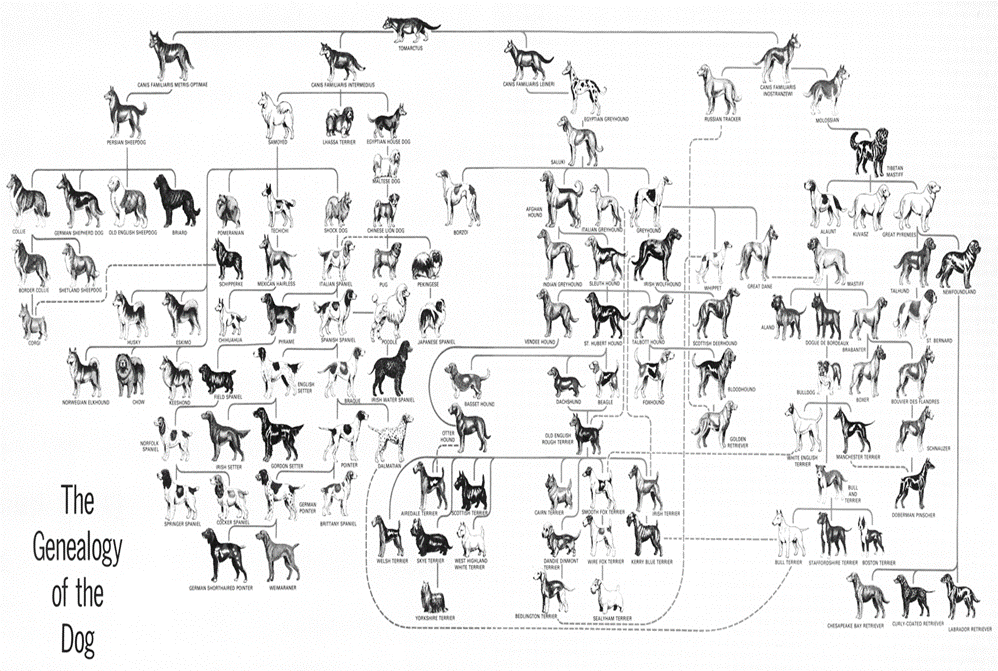 TOMARCTUS
CANIS FAMILIARIS METRIS-OPTIMAE
CANIS FAMILIARIS INTERMEDIUS
CANIS FAMILIARIS LEINERI
CANIS FAMILIARIS
INOSTRANZEWI
EGYPTIAN GREYHOUND
RUSSIAN TRACKER
MOLOSSIAN
PERSIAN SHEEPDOG
SAMOYED
LHASSA TERRIER
EGYPTIAN HOUSE DOG
SALUKI
TIBETAN
MASTIFF
MALTESE DOG
COLLIE
GERMAN SHEPHERD DOG
OLD ENGLISH SHEEPDOG
BRIARD
POMERANIAN
TECHICHI
SHOCK DOG
CHINESE LION DOG
BORZOI
AFGHAN
HOUND
ITALIAN GREYHOUND
GREYHOUND
ALAUNT
KUVASZ
GREAT PYRENEES
BORDER COLLIE
SHETLAND SHEEPDOG
SCHIPPERKE
MEXICAN HAIRLESS
ITALIAN SPANIEL
PUG
PEKINGESE
INDIAN GREYHOUND
SLEUTH HOUND
IRISH WOLFHOUND
WHIPPET
GREAT DANE
MASTIFF
TALHUND
NEWFOUNDLAND
CORGI
HUSKY
ESKIMO
CHIHUAHUA
PYRAME
SPANISH SPANIEL
POODLE
JAPANESE SPANIEL
VENDEE HOUND
ST HUBERT HOUND
TALBOTT HOUND
SCOTTISH DEERHOUND
ALAND
DOGUE DE BORDEAUX
BRABANTER
ST. BERNARD
NORWEGIAN ELKHOUND
CHOW
KEESHOND
FIELD SPANIEL
ENGLISH
SETTER
BRAQUE
IRISH WATER SPANIEL
BASSET HOUND
DACHSHUND
BEAGLE
FOXHOUND
BLOODHOUND
BULLDOG
BOXER
BOUVIER DES FLANDRES
NORFOLK
SPANIEL
IRISH SETTER
GORDON SETTER
POINTER
DALMATIAN
OTTER
HOUND
OLD ENGLISH
ROUGH TERRIER
GOLDEN
RETRIEVER
WHITE ENGLISH
TERRIER
MANCHESTER TERRIER
SCHNAUZER
SPRINGER SPANIEL
COCKER SPANIEL
GERMAN
POINTER
BRITTANY SPANIEL
AIREDALE TERRIER
SCOTTISH TERRIER
CAIRN TERRIER
SMOOTH FOX TERRIER
IRISH TERRIER
BULL
AND
TERRIER
DOBERMAN PINSCHER
GERMAN SHORTHAIRED POINTER
WEIMARANER
WELSH TERRIER
SKYE TERRIER
WEST HIGHLAND
WHITE TERRIER
DANDIE DINMONT
TERRIER
WIRE FOX TERRIER
KERRY BLUE TERRIER
BULL TERRIER
STAFFORDSHIRE TERRIER
BOSTON TERRIER
YORKSHIRE TERRIER
BEDLINGTON TERRIER
SEALYHAM TERRIER
CHESAPEAKE BAY RETRIEVER
CURLY-COATED RETRIEVER
LABRADOR RETRIEVER
The
Genealogy
of the
Dog